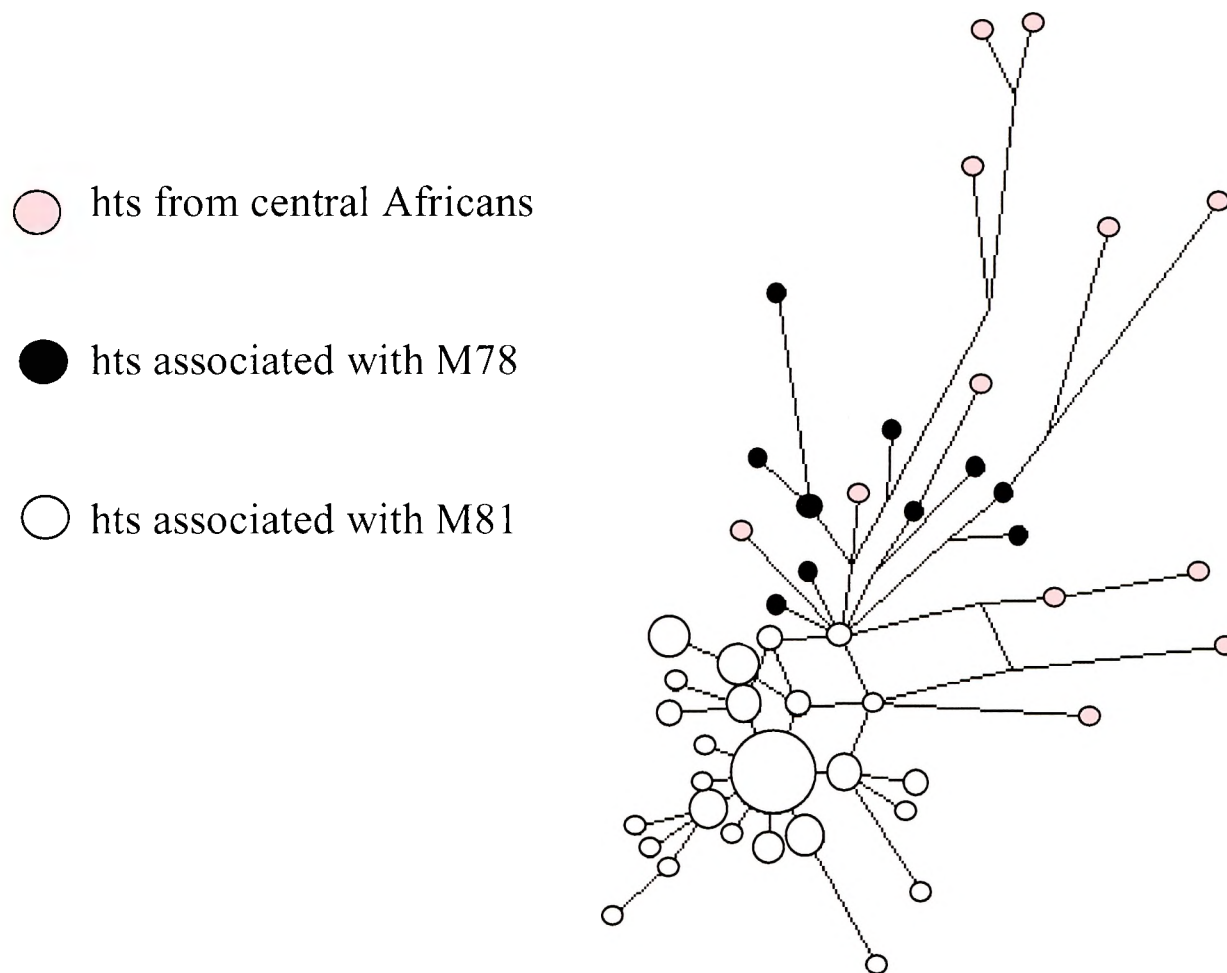 hts from central Africans
hts associated with M78
hts associated with M81